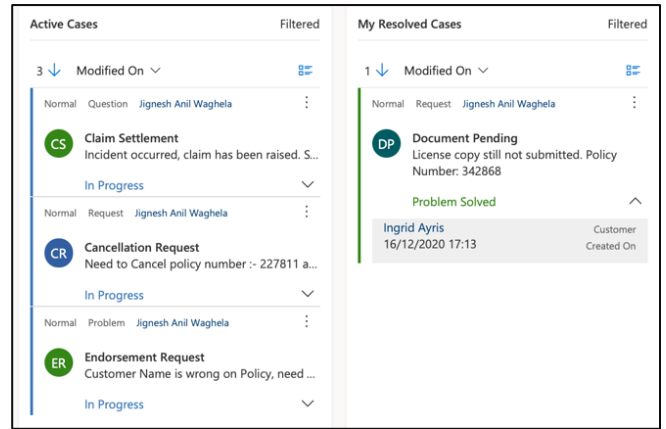 Active Cases Filtered
3 Modified On
Normal Question Jignesh Anil Waghela
CS Claim Settlement
Incident occurred, claim has been raised. S...
In Progress
Normal Request Jignesh Anil Waghela
CR Cancellation Request
Need to Cancel policy number :- 227811 a...
In Progress
Normal Problem Jignesh Anil Waghela
ER Endorsement Request
Customer Name is wrong on Policy, need ...
In Progress
My Resolved Cases Filtered
1 Modified On
Normal Request Jignesh Anil Waghela
DP Document Pending
License copy still not submitted. Policy
Number: 342868
Problem Solved
Ingrid Ayris Customer
16/12/2020 17:13 Created On